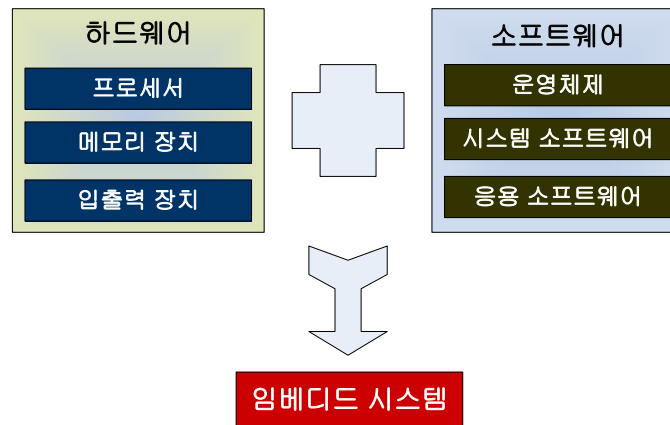 하드웨어
프로세서
메모리 장치
입출력 장치
소프트웨어
운영체제
시스템 소프트웨어
응용 소프트웨어
임베디드 시스템